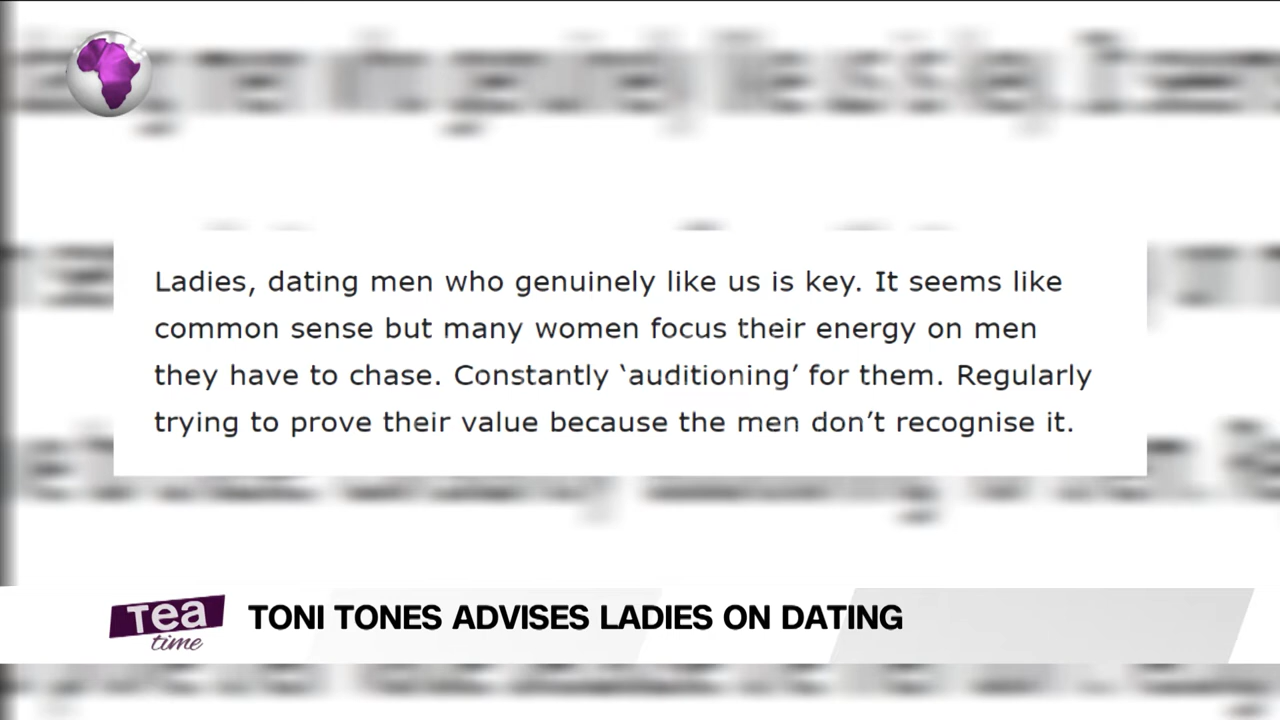 Ladies, dating men who genuinely like us is key. It seems like
common sense but many women focus their energy on men
they have to chase. Constantly ‘auditioning’ for them. Regularly
trying to prove their value because the men don’t recognise it.
Tea
time
TONI TONES ADVISES LADIES ON DATING